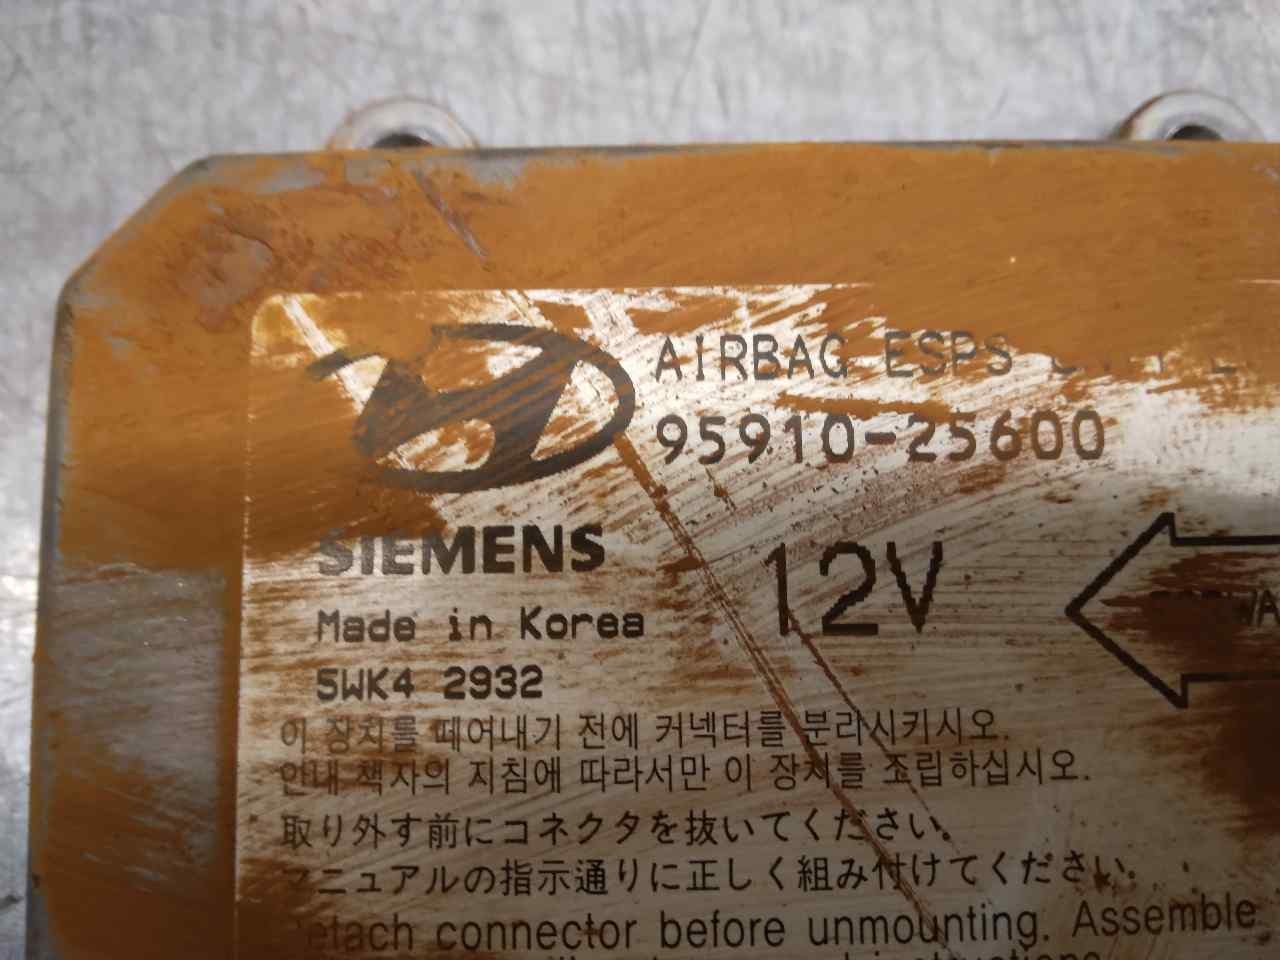 AIRBAG ESPS
95910-25600
SIEMENS
12V
Made in Korea
5WK4 2932
이 장치를 떼어내기 전에 커넥터를 분라시키시오.
안내 책자의 지침에 따라서만 이 장치를 조립하십시오.
取り外す前にコネクタを抜いてください。
マニュアルの指示通りに正しく組み付けてください。
connector before unmounting. Assemble